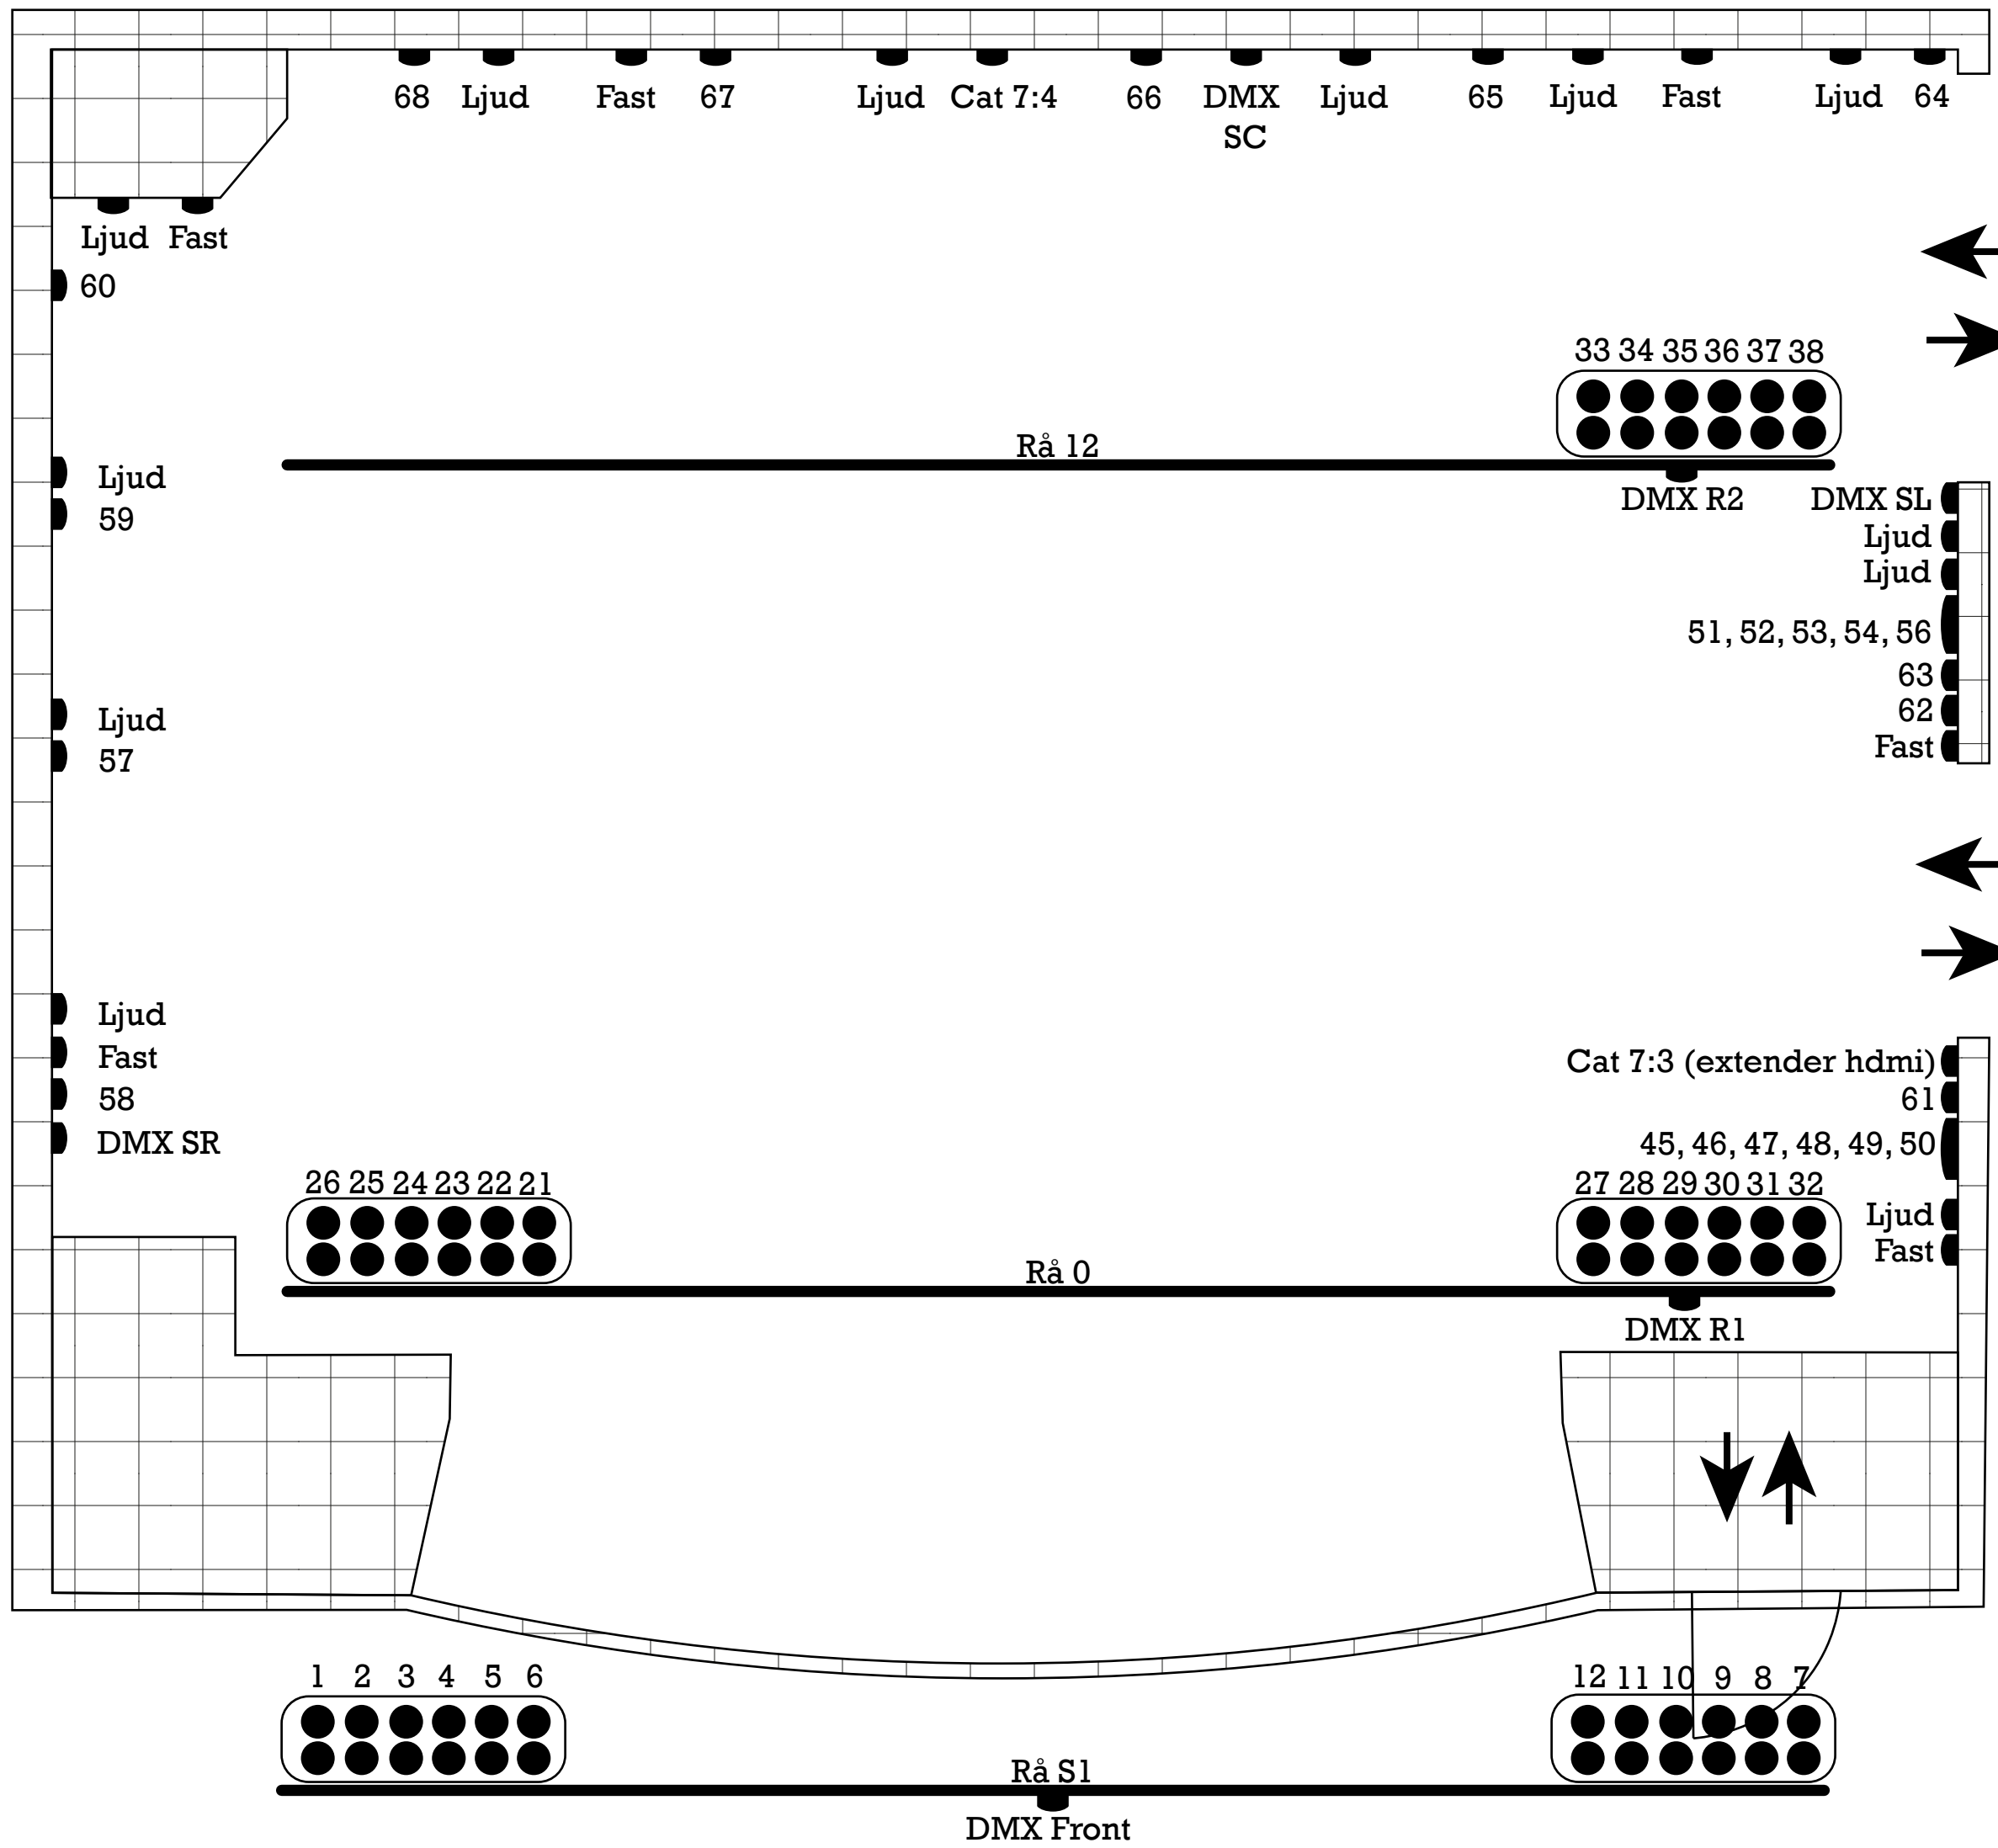 68 Ljud Fast 67 Ljud Cat 7:4 66 DMX Ljud 65 Ljud Fast Ljud 64
SC
Ljud Fast
60
33 34 35 36 37 38
Rå 12
Ljud
59
DMX R2
DMX SL
Ljud
Ljud
51, 52, 53, 54, 56
63
62
Fast
Ljud
57
Ljud
Fast
58
DMX SR
Cat 7:3 (extender hdmi)
61
45, 46, 47, 48, 49, 50
26 25 24 23 22 21
27 28 29 30 31 32
Ljud
Fast
Rå 0
DMX R1
1 2 3 4 5 6
12 11 10 9 8 7
Rå S1
DMX Front